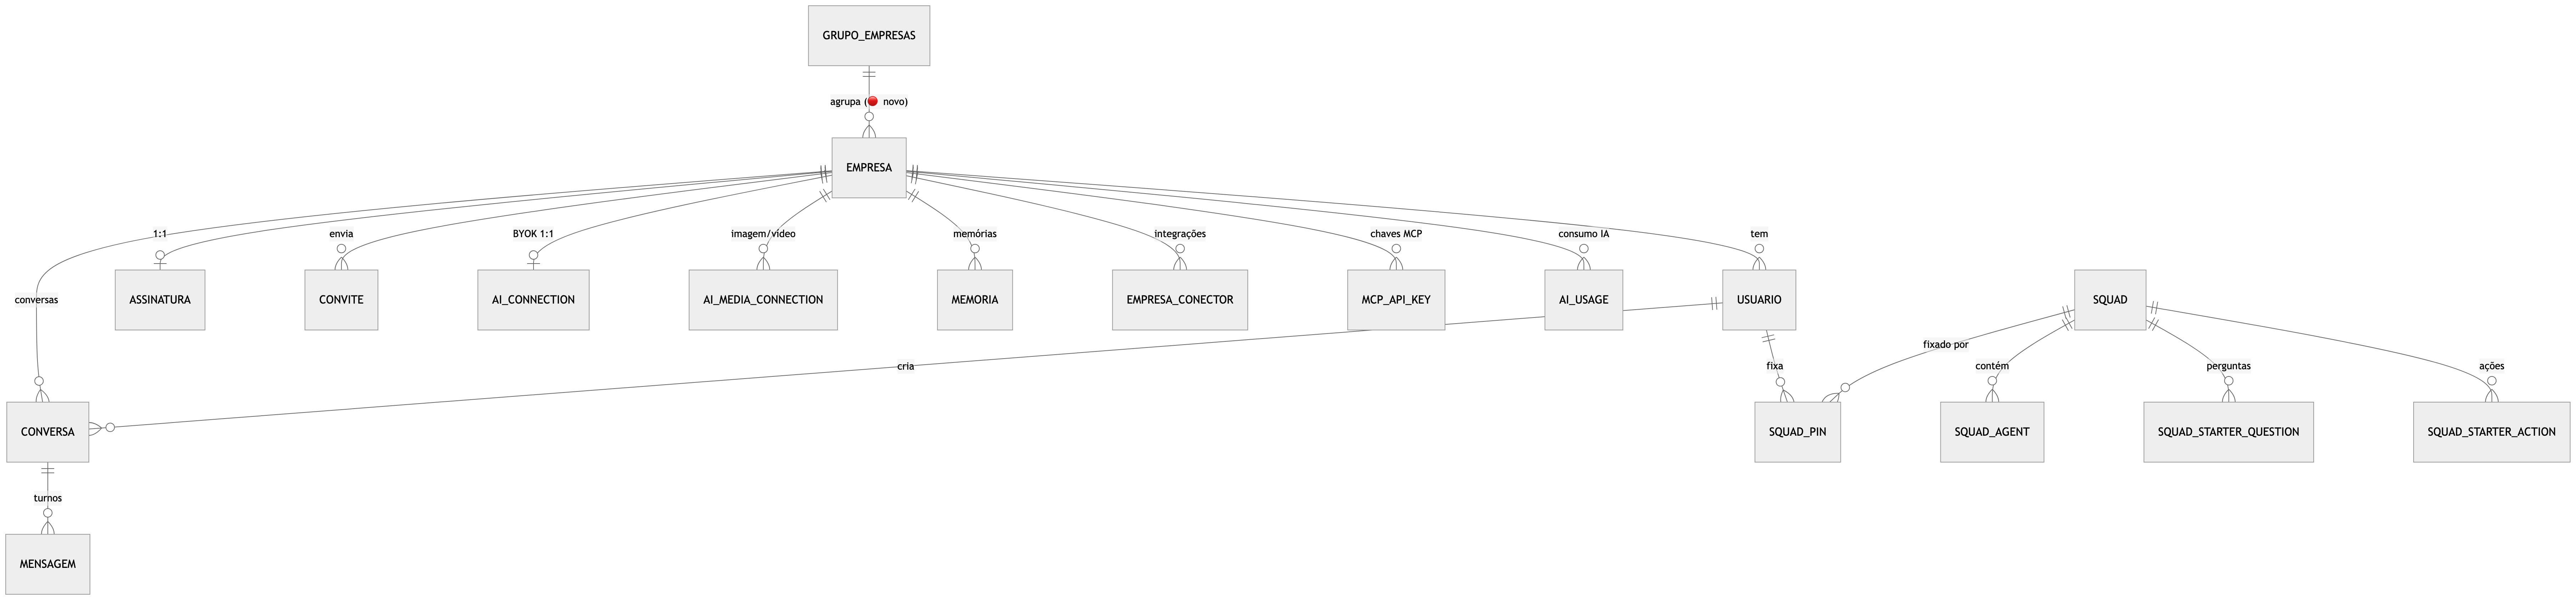 GRUPO_EMPRESAS
agrupa (🔴 novo)
EMPRESA
1:1
envia
BYOK 1:1
imagem/vídeo
memórias
integrações
chaves MCP
consumo IA
tem
conversas
ASSINATURA
CONVITE
AI_CONNECTION
AI_MEDIA_CONNECTION
MEMORIA
EMPRESA_CONECTOR
MCP_API_KEY
AI_USAGE
USUARIO
SQUAD
fixado por
cria
fixa
contém
perguntas
ações
CONVERSA
SQUAD_PIN
SQUAD_AGENT
SQUAD_STARTER_QUESTION
SQUAD_STARTER_ACTION
turnos
MENSAGEM